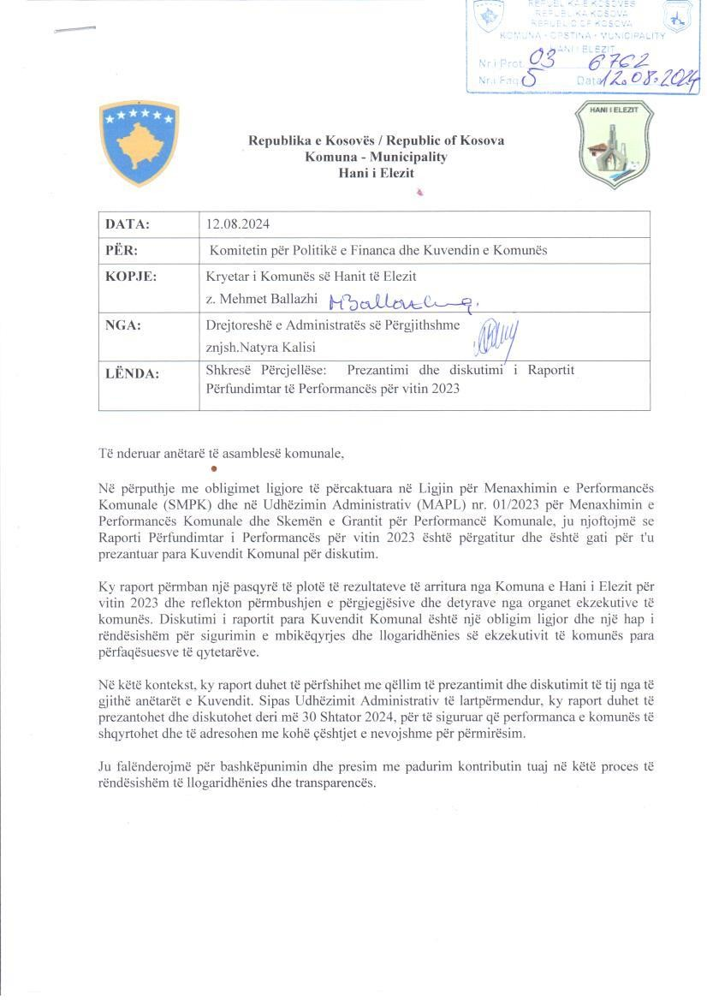 REPUBLIKA E KOSOVËS
REPUBLIKA KOSOVA
REPUBLIC OF KOSOVA
KOMUNA - OPSTINA - MUNICIPALITY
HANI I ELEZIT
Nr.i Prot. 03 6762
Nr.i Faq. 5 Data 12.08.2024
HANI I ELEZIT
Republika e Kosovës / Republic of Kosova
Komuna - Municipality
Hani i Elezit
DATA: 12.08.2024
PËR: Komitetin për Politikë e Financa dhe Kuvendin e Komunës
KOPJE: Kryetar i Komunës së Hanit të Elezit
z. Mehmet Ballazhi
NGA: Drejtoreshë e Administratës së Përgjithshme
znjsh.Natyra Kalisi
LËNDA: Shkresë Përcjellëse: Prezantimi dhe diskutimi i Raportit
Përfundimtar të Performancës për vitin 2023
Të nderuar anëtarë të asamblesë komunale,
Në përputhje me obligimet ligjore të përcaktuara në Ligjin për Menaxhimin e Performancës
Komunale (SMPK) dhe në Udhëzimin Administrativ (MAPL) nr. 01/2023 për Menaxhimin e
Performancës Komunale dhe Skemën e Grantit për Performancë Komunale, ju njoftojmë se
Raporti Përfundimtar i Performancës për vitin 2023 është përgatitur dhe është gati për t'u
prezantuar para Kuvendit Komunal për diskutim.
Ky raport përmban një pasqyrë të plotë të rezultateve të arritura nga Komuna e Hani i Elezit për
vitin 2023 dhe reflekton përmbushjen e përgjegjësive dhe detyrave nga organet ekzekutive të
komunës. Diskutimi i raportit para Kuvendit Komunal është një obligim ligjor dhe një hap i
rëndësishëm për sigurimin e mbikëqyrjes dhe llogaridhënies së ekzekutivit të komunës para
përfaqësuesve të qytetarëve.
Në këtë kontekst, ky raport duhet të përfshihet me qëllim të prezantimit dhe diskutimit të tij nga të
gjithë anëtarët e Kuvendit. Sipas Udhëzimit Administrativ të lartpërmendur, ky raport duhet të
prezantohet dhe diskutohet deri më 30 Shtator 2024, për të siguruar që performanca e komunës të
shqyrtohet dhe të adresohen me kohë çështjet e nevojshme për përmirësim.
Ju falënderojmë për bashkëpunimin dhe presim me padurim kontributin tuaj në këtë proces të
rëndësishëm të llogaridhënies dhe transparencës.